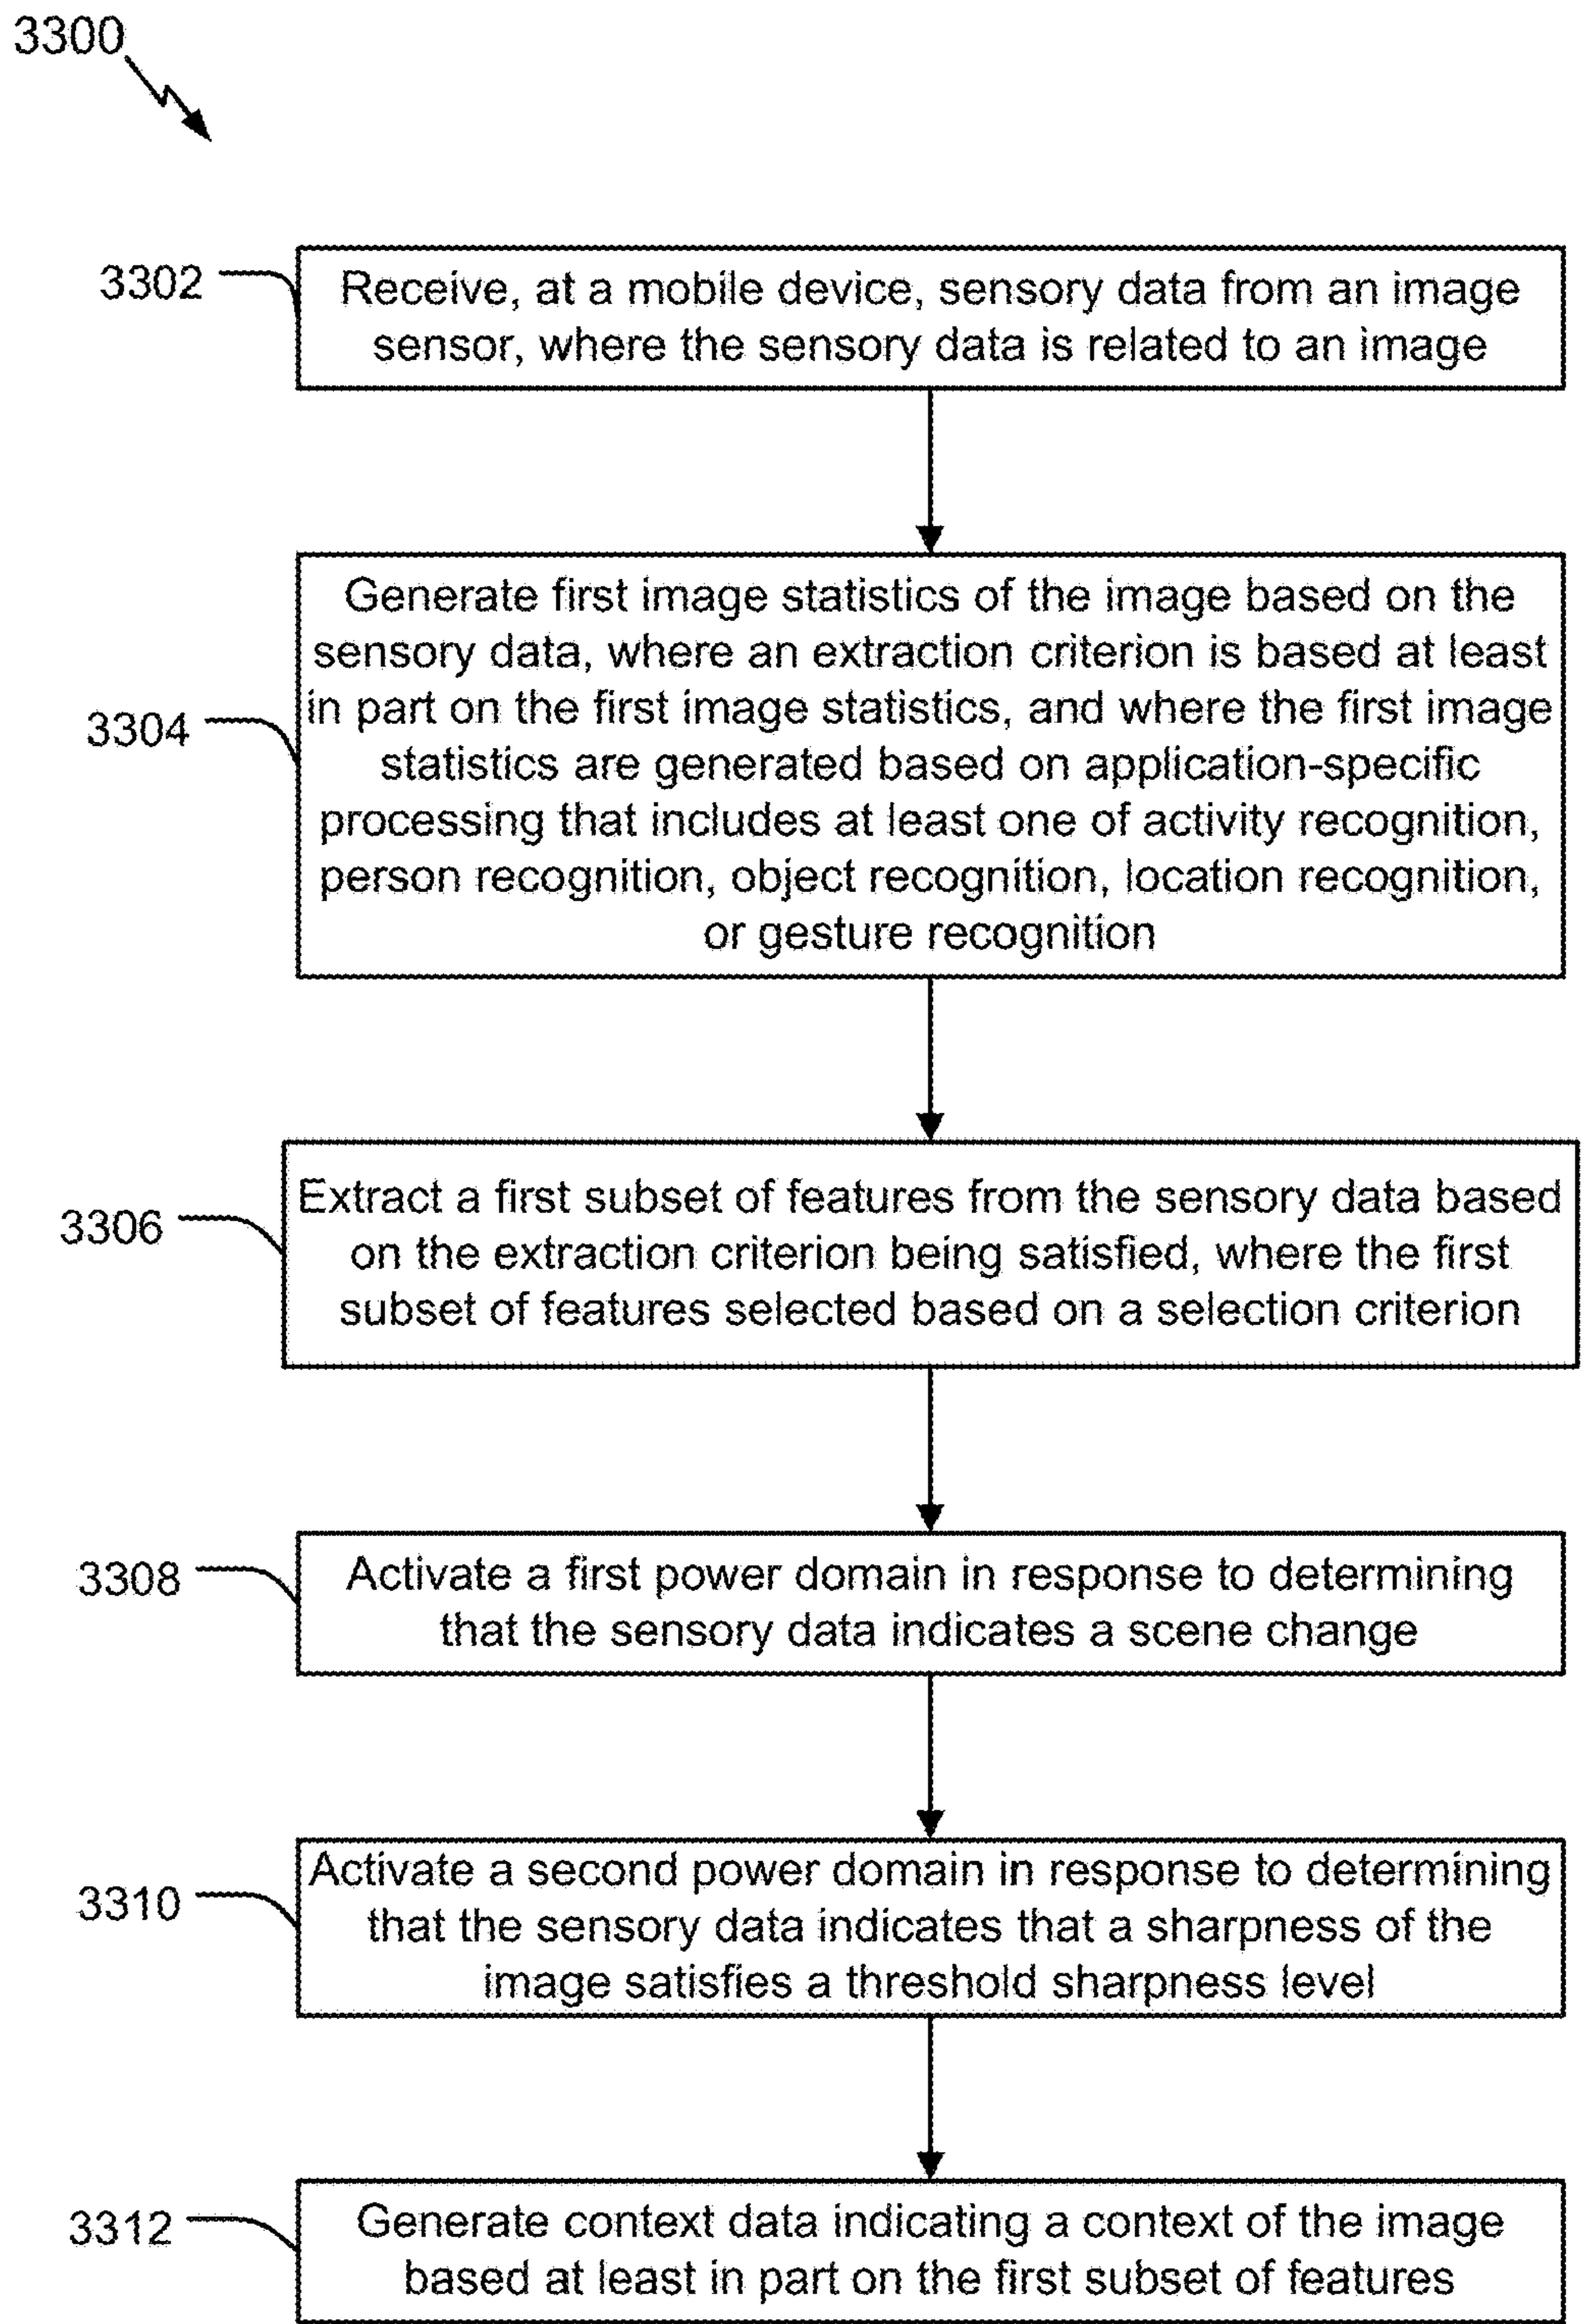 3300
3302
Receive, at a mobile device, sensory data from an image
sensor, where the sensory data is related to an image
3304
Generate first image statistics of the image based on the
sensory data, where an extraction criterion is based at least
in part on the first image statistics, and where the first image
statistics are generated based on application-specific
processing that includes at least one of activity recognition,
person recognition, object recognition, location recognition,
or gesture recognition
3306
Extract a first subset of features from the sensory data based
on the extraction criterion being satisfied, where the first
subset of features selected based on a selection criterion
3308
Activate a first power domain in response to determining
that the sensory data indicates a scene change
3310
Activate a second power domain in response to determining
that the sensory data indicates that a sharpness of the
image satisfies a threshold sharpness level
3312
Generate context data indicating a context of the image
based at least in part on the first subset of features